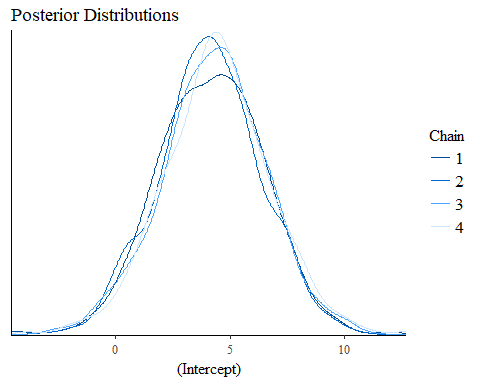 Posterior Distributions
Chain
1
2
3
4
0 5 10
(Intercept)